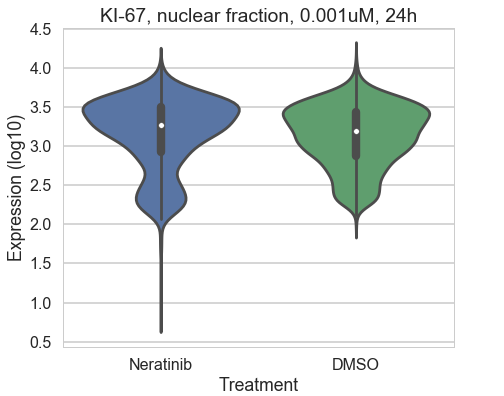 KI-67, nuclear fraction, 0.001uM, 24h
Expression (log10)
4.5
4.0
3.5
3.0
2.5
2.0
1.5
1.0
0.5
Neratinib DMSO
Treatment